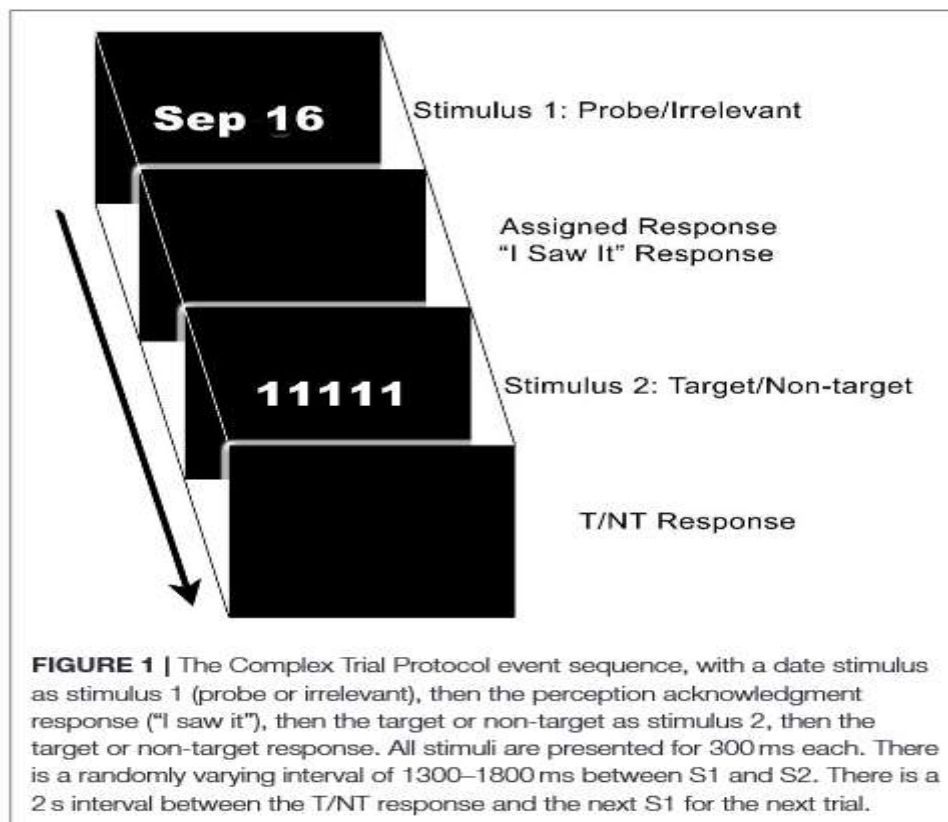 Sep 16
Stimulus 1: Probe/Irrelevant
Assigned Response
“I Saw It” Response
11111
Stimulus 2: Target/Non-target
T/NT Response
FIGURE 1 | The Complex Trial Protocol event sequence, with a date stimulus
as stimulus 1 (probe or irrelevant), then the perception acknowledgment
response (“I saw it”), then the target or non-target as stimulus 2, then the
target or non-target response. All stimuli are presented for 300 ms each. There
is a randomly varying interval of 1300–1800 ms between S1 and S2. There is a
2 s interval between the T/NT response and the next S1 for the next trial.